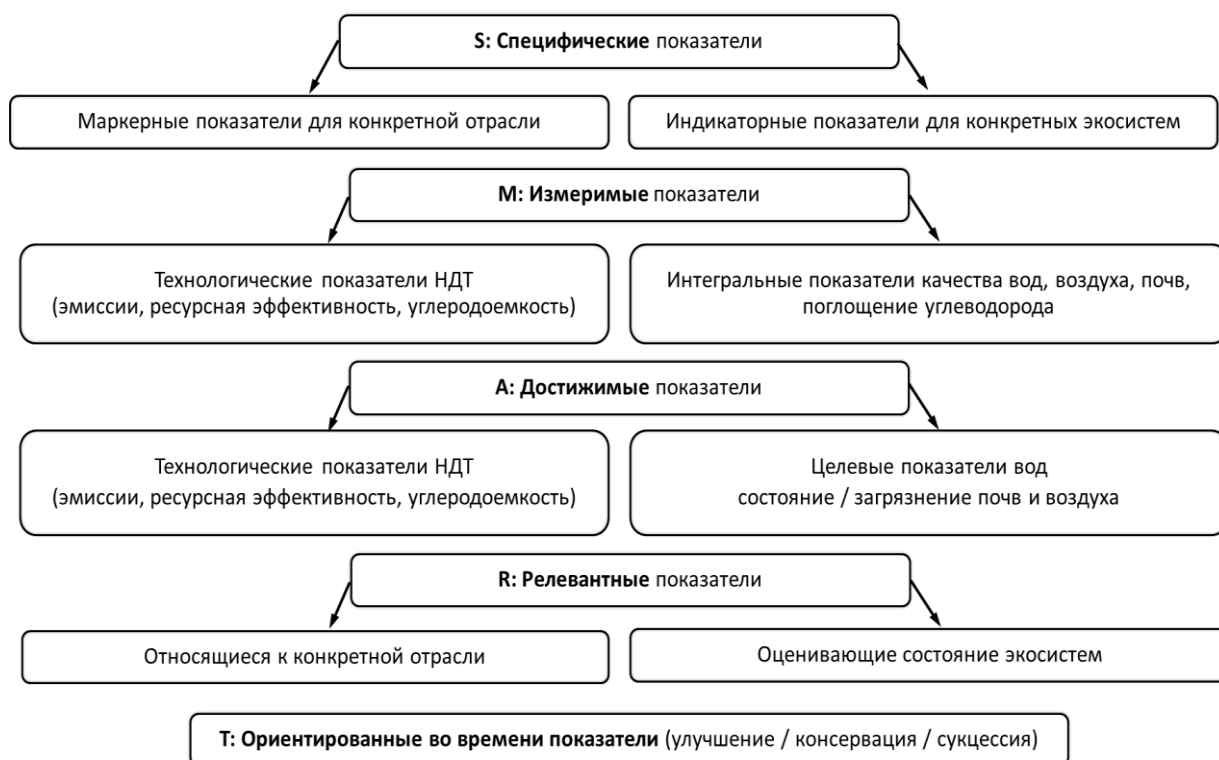 S: Специфические показатели
Маркерные показатели для конкретной отрасли
Индикаторные показатели для конкретных экосистем
M: Измеримые показатели
Технологические показатели НДТ
(эмиссии, ресурсная эффективность, углеродоемкость)
Интегральные показатели качества вод, воздуха, почв,
поглощение углеводорода
A: Достижимые показатели
Технологические показатели НДТ
(эмиссии, ресурсная эффективность, углеродоемкость)
Целевые показатели вод
состояние / загрязнение почв и воздуха
R: Релевантные показатели
Относящиеся к конкретной отрасли
Оценивающие состояние экосистем
T: Ориентированные во времени показатели (улучшение / консервация / сукцессия)